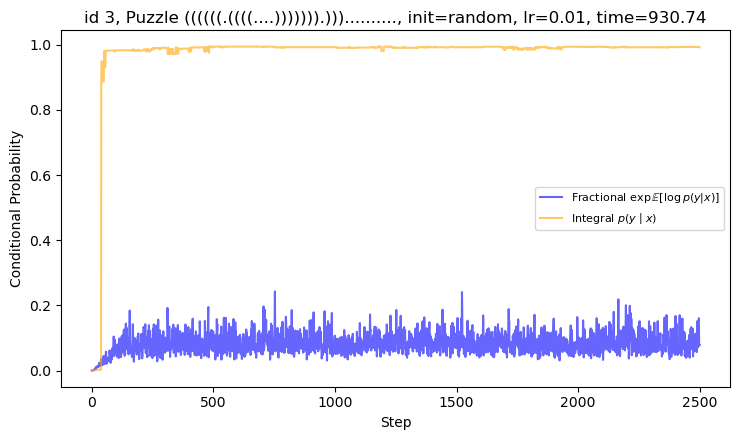 id 3, Puzzle ((((((.((((....))))))).))).........., init=random, lr=0.01, time=930.74
Conditional Probability
1.0
0.8
0.6
0.4
0.2
0.0
Fractional exp𝔼[log p(y|x)]
Integral p(y | x)
0 500 1000 1500 2000 2500
Step